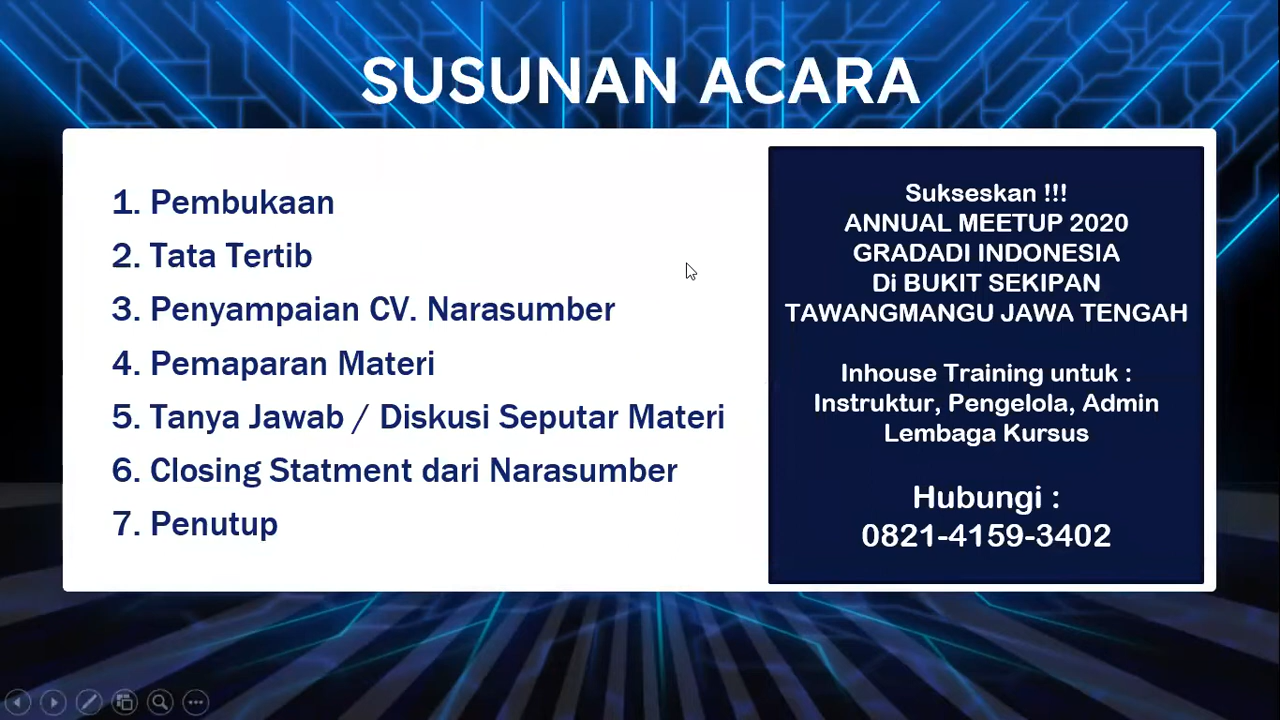 SUSUNAN ACARA
1. Pembukaan
2. Tata Tertib
3. Penyampaian CV. Narasumber
4. Pemaparan Materi
5. Tanya Jawab / Diskusi Seputar Materi
6. Closing Statment dari Narasumber
7. Penutup
Sukseskan !!!
ANNUAL MEETUP 2020
GRADADI INDONESIA
Di BUKIT SEKIPAN
TAWANGMANGU JAWA TENGAH
Inhouse Training untuk :
Instruktur, Pengelola, Admin
Lembaga Kursus
Hubungi :
0821-4159-3402